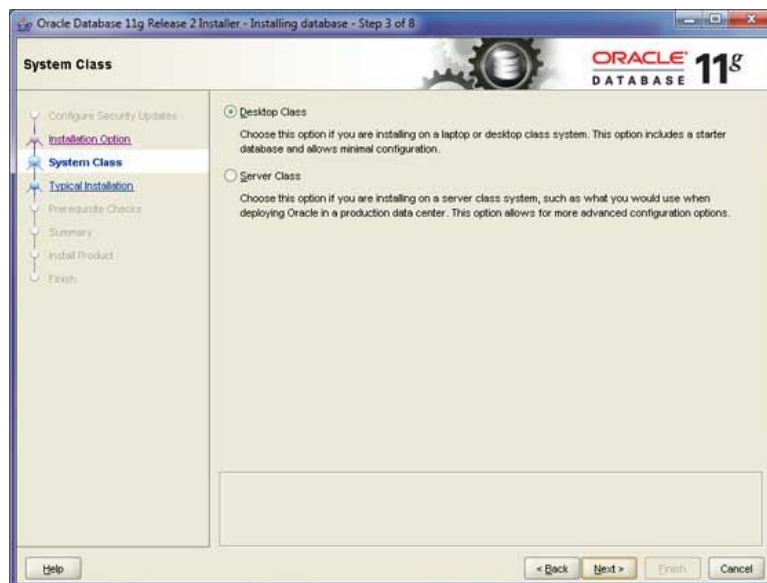 Oracle Database 11g Release 2 Installer - Installing database - Step 3 of 8
System Class
ORACLE
DATABASE
11g
Configure Security Updates
Installation Option
System Class
Typical Installation
Prerequisite Checks
Summary
Install Product
Finish
Desktop Class
Choose this option if you are installing on a laptop or desktop class system. This option includes a starter
database and allows minimal configuration.
Server Class
Choose this option if you are installing on a server class system, such as what you would use when
deploying Oracle in a production data center. This option allows for more advanced configuration options.
Help
< Back
Next >
Finish
Cancel